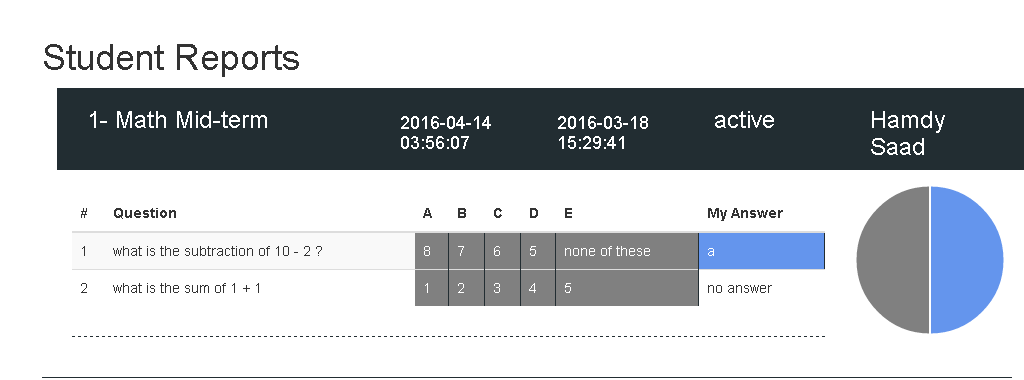 Student Reports
1- Math Mid-term 2016-04-14 03:56:07 2016-03-18 15:29:41 active Hamdy Saad
# Question A B C D E My Answer
1 what is the subtraction of 10 - 2 ? 8 7 6 5 none of these a
2 what is the sum of 1 + 1 1 2 3 4 5 no answer